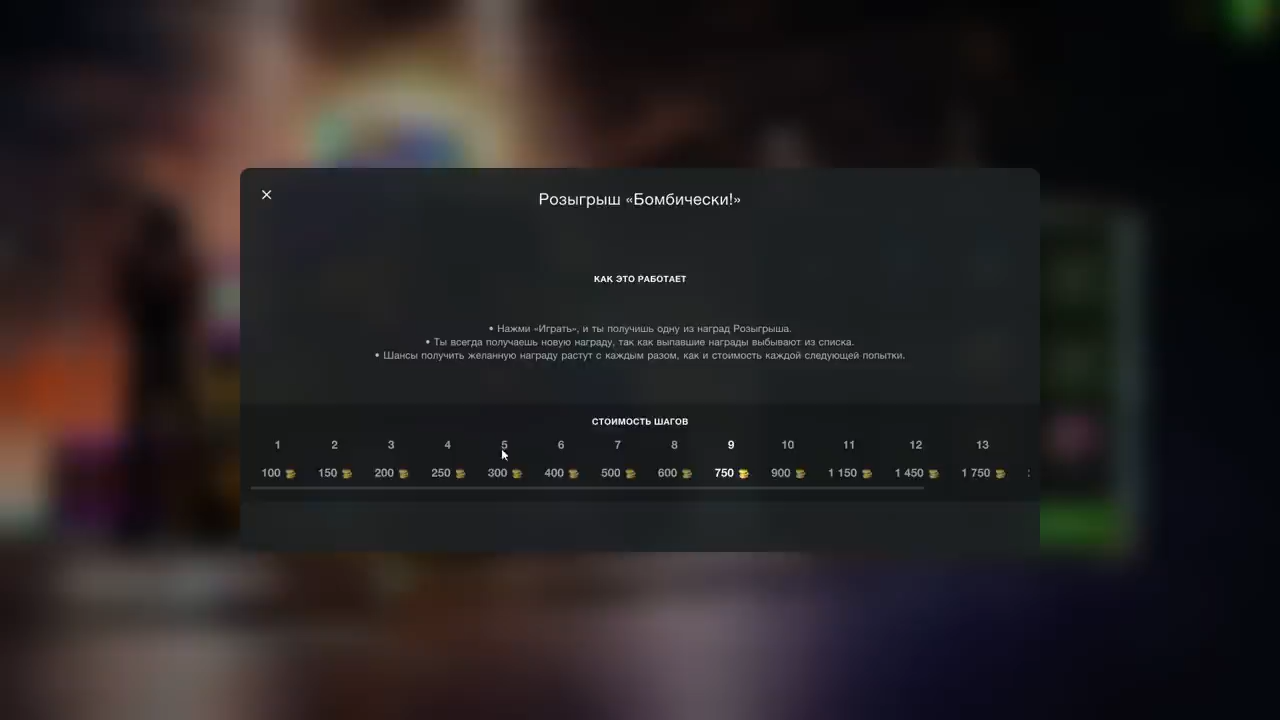 Розыгрыш «Бомбически!»
КАК ЭТО РАБОТАЕТ
• Нажми «Играть», и ты получишь одну из наград Розыгрыша.
• Ты всегда получаешь новую награду, так как выпавшие награды выбывают из списка.
• Шансы получить желанную награду растут с каждым разом, как и стоимость каждой следующей попытки.
СТОИМОСТЬ ШАГОВ
1 2 3 4 5 6 7 8 9 10 11 12 13
100 150 200 250 300 400 500 600 750 900 1 150 1 450 1 750